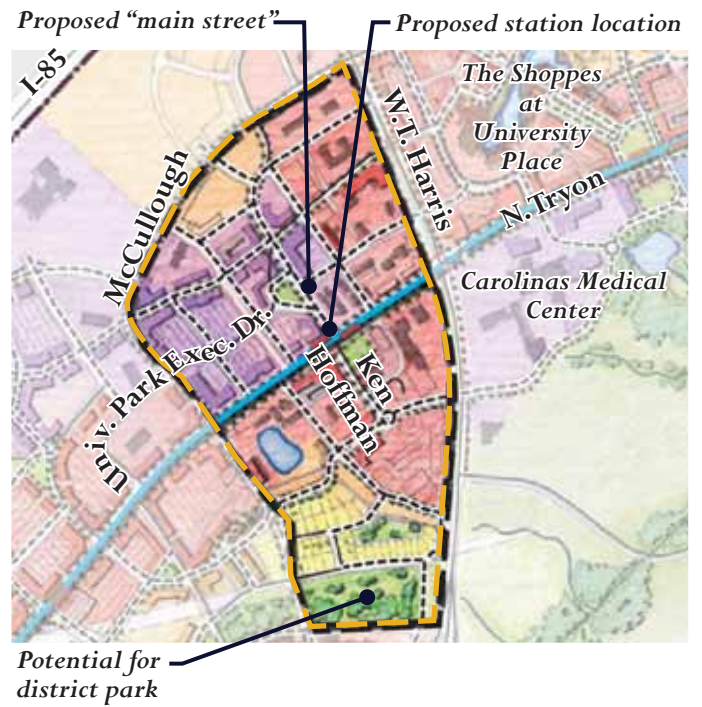 Proposed “main street”
Proposed station location
I-85
The Shoppes
at
University
Place
W.T. Harris
McCullough
N.Tryon
Carolinas Medical
Center
Univ. Park Exec. Dr.
Ken
Hoffman
Potential for
district park